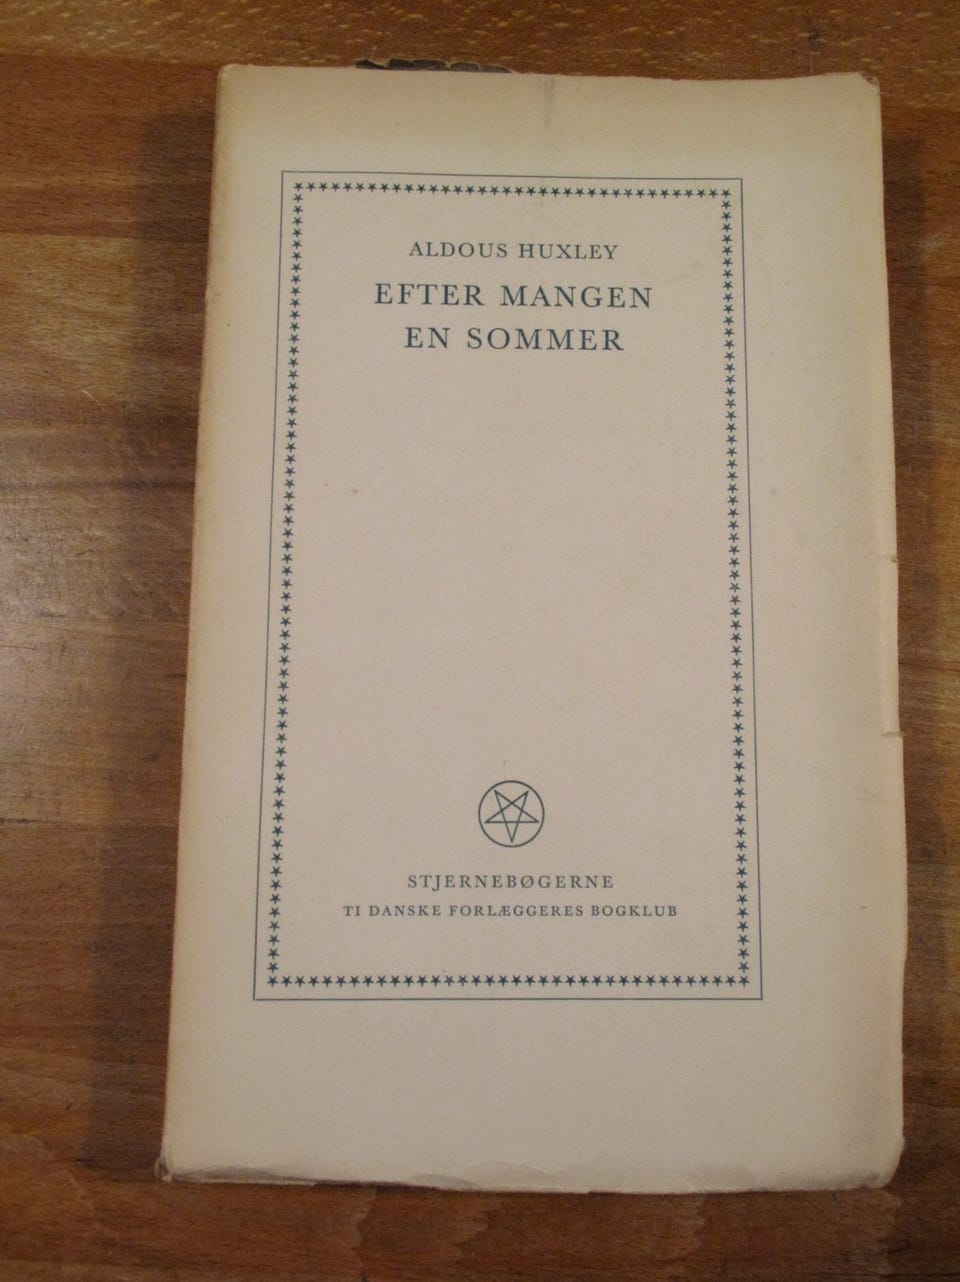 ALDOUS HUXLEY
EFTER MANGEN
EN SOMMER
STJERNEBØGERNE
TI DANSKE FORLÆGGERES BOGKLUB